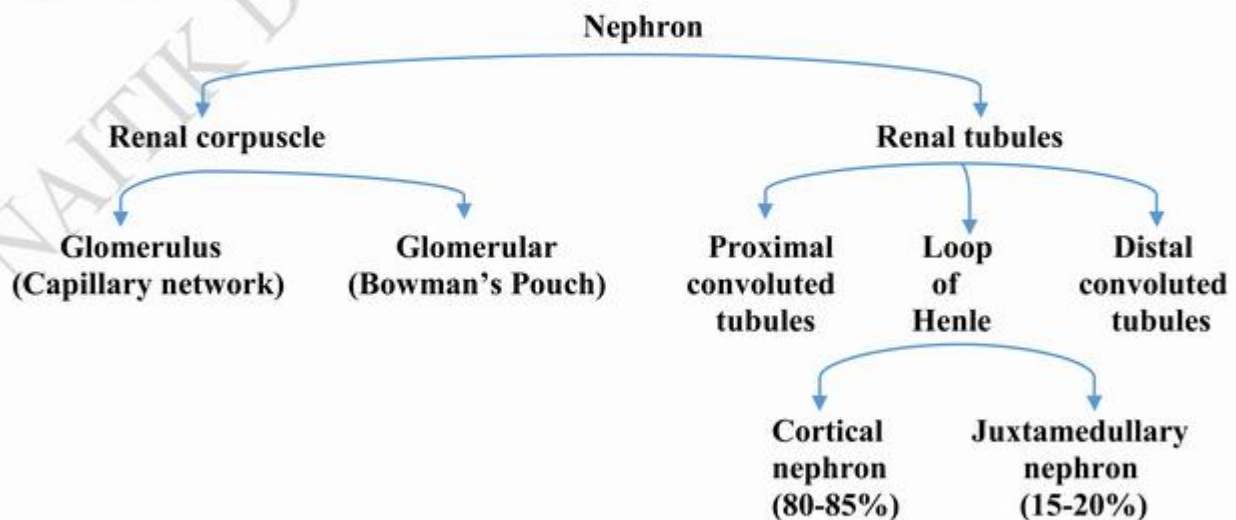 Nephron
Renal corpuscle
Renal tubules
Glomerulus
(Capillary network)
Glomerular
(Bowman's Pouch)
Proximal
convoluted
tubules
Loop
of
Henle
Distal
convoluted
tubules
Cortical
nephron
(80-85%)
Juxtamedullary
nephron
(15-20%)
NAITIK